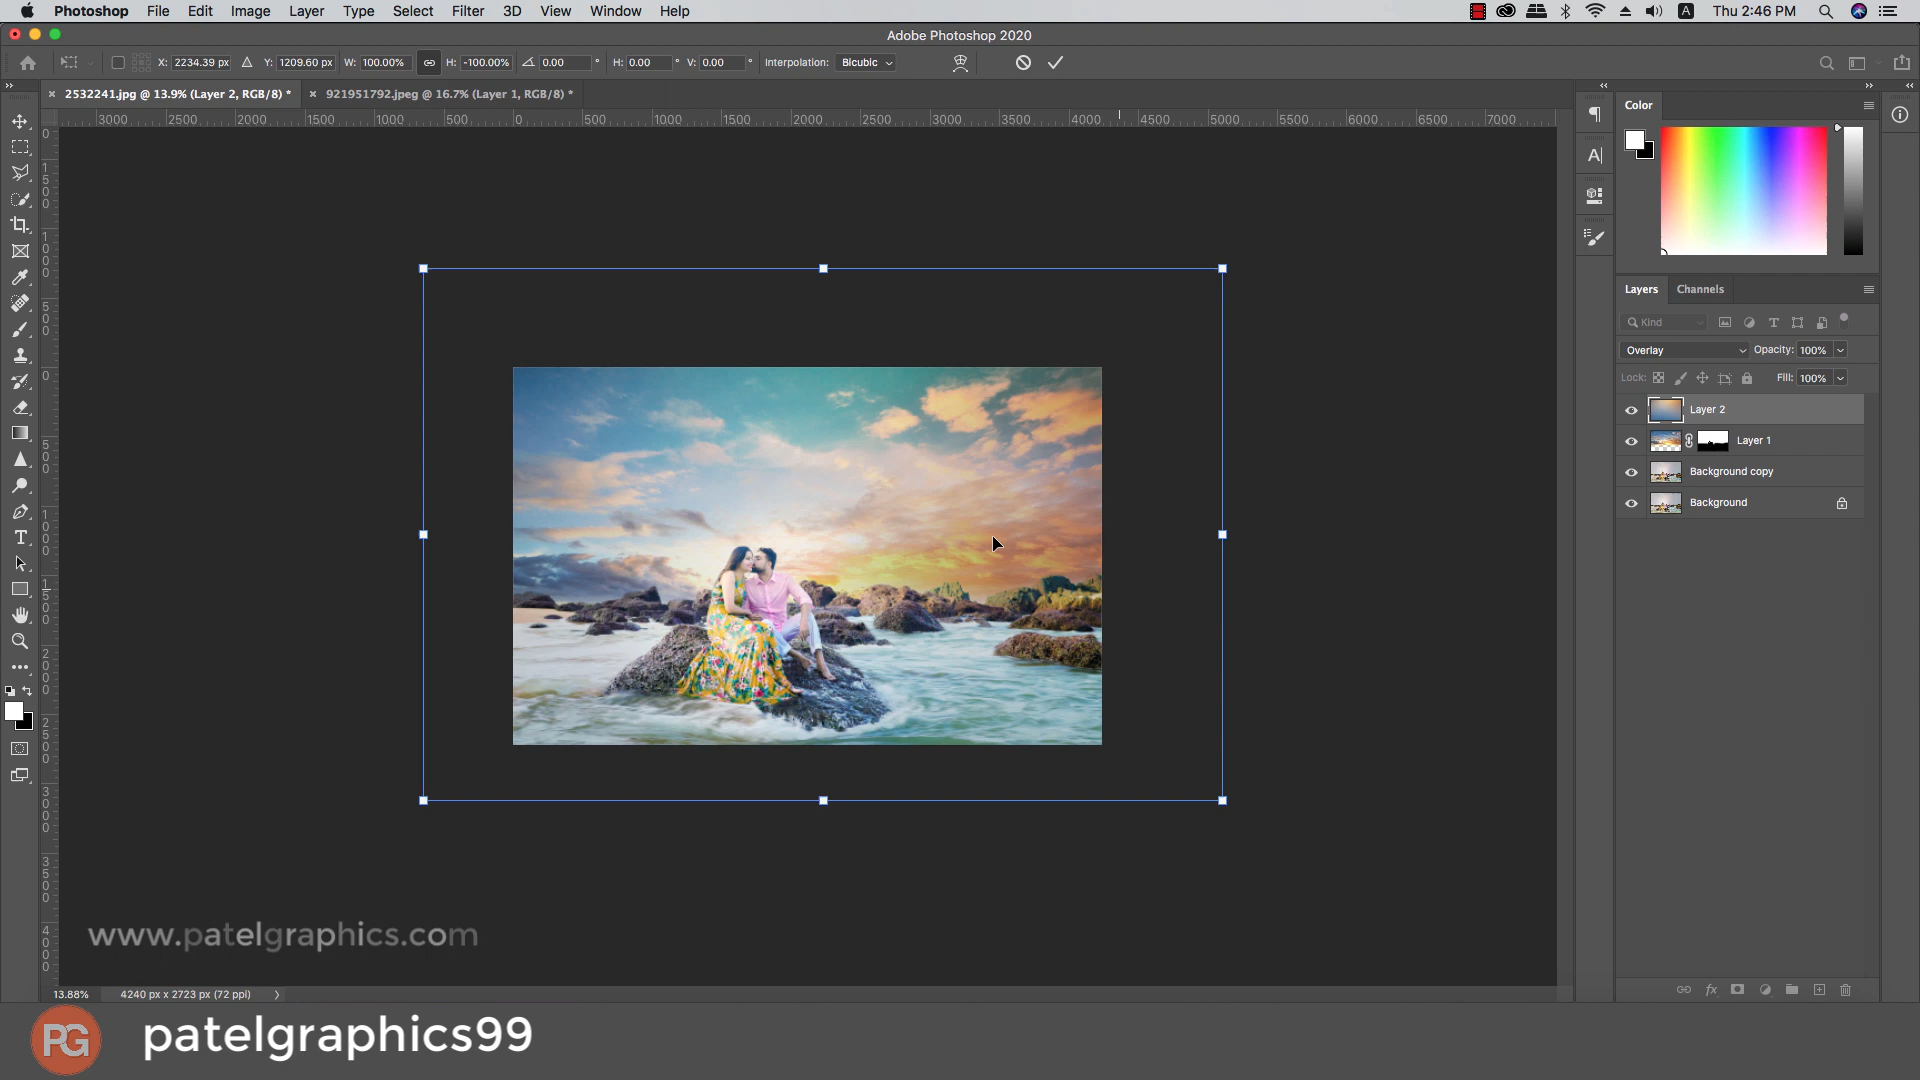 Photoshop File Edit Image Layer Type Select Filter 3D View Window Help A Thu 2:46 PM
Adobe Photoshop 2020
X: 2234.39 px Y: 1209.60 px W: 100.00% H: -100.00% 0.00 ° H: 0.00 ° V: 0.00 ° Interpolation: Bicubic
2532241.jpg @ 13.9% (Layer 2, RGB/8) * 921951792.jpeg @ 16.7% (Layer 1, RGB/8) *
3000 2500 2000 1500 1000 500 0 500 1000 1500 2000 2500 3000 3500 4000 4500 5000 5500 6000 6500 7000
Color
Layers Channels
Kind
Overlay Opacity: 100%
Lock: Fill: 100%
Layer 2
Layer 1
Background copy
Background
www.patelgraphics.com
13.88% 4240 px x 2723 px (72 ppi)
PG patelgraphics99